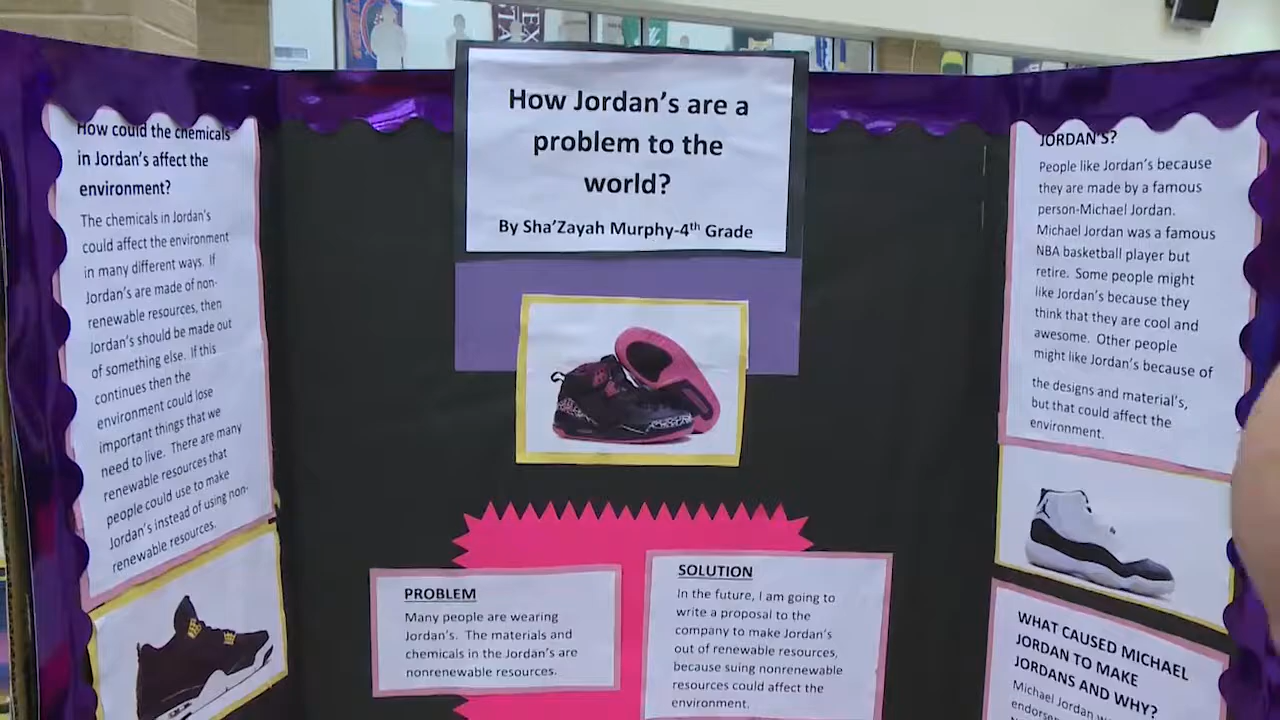 How could the chemicals
in Jordan's affect the
environment?
The chemicals in Jordan's
could affect the environment
in many different ways. If
Jordan's are made of non-
renewable resources, then
Jordan's should be made out
of something else. If this
continues then the
environment could lose
important things that we
need to live. There are many
renewable resources that
people could use to make
Jordan's instead of using non-
renewable resources.
How Jordan's are a
problem to the
world?
By Sha'Zayah Murphy-4th Grade
PROBLEM
Many people are wearing
Jordan's. The materials and
chemicals in the Jordan's are
nonrenewable resources.
SOLUTION
In the future, I am going to
write a proposal to the
company to make Jordan's
out of renewable resources,
because suing nonrenewable
resources could affect the
environment.
JORDAN'S?
People like Jordan's because
they are made by a famous
person-Michael Jordan.
Michael Jordan was a famous
NBA basketball player but
retire. Some people might
like Jordan's because they
think that they are cool and
awesome. Other people
might like Jordan's because of
the designs and material's,
but that could affect the
environment.
WHAT CAUSED MICHAEL
JORDAN TO MAKE
JORDANS AND WHY?
Michael Jordan